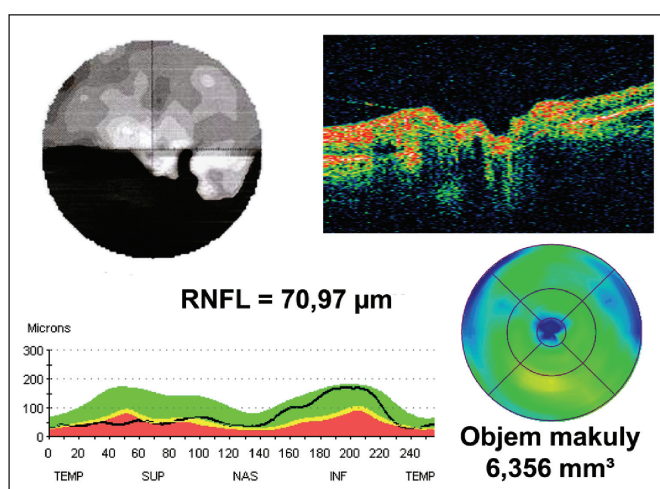 RNFL = 70,97 µm
Microns
300
200
100
0
0 20 40 60 80 100 120 140 160 180 200 220 240
TEMP SUP NAS INF TEMP
Objem makuly
6,356 mm³